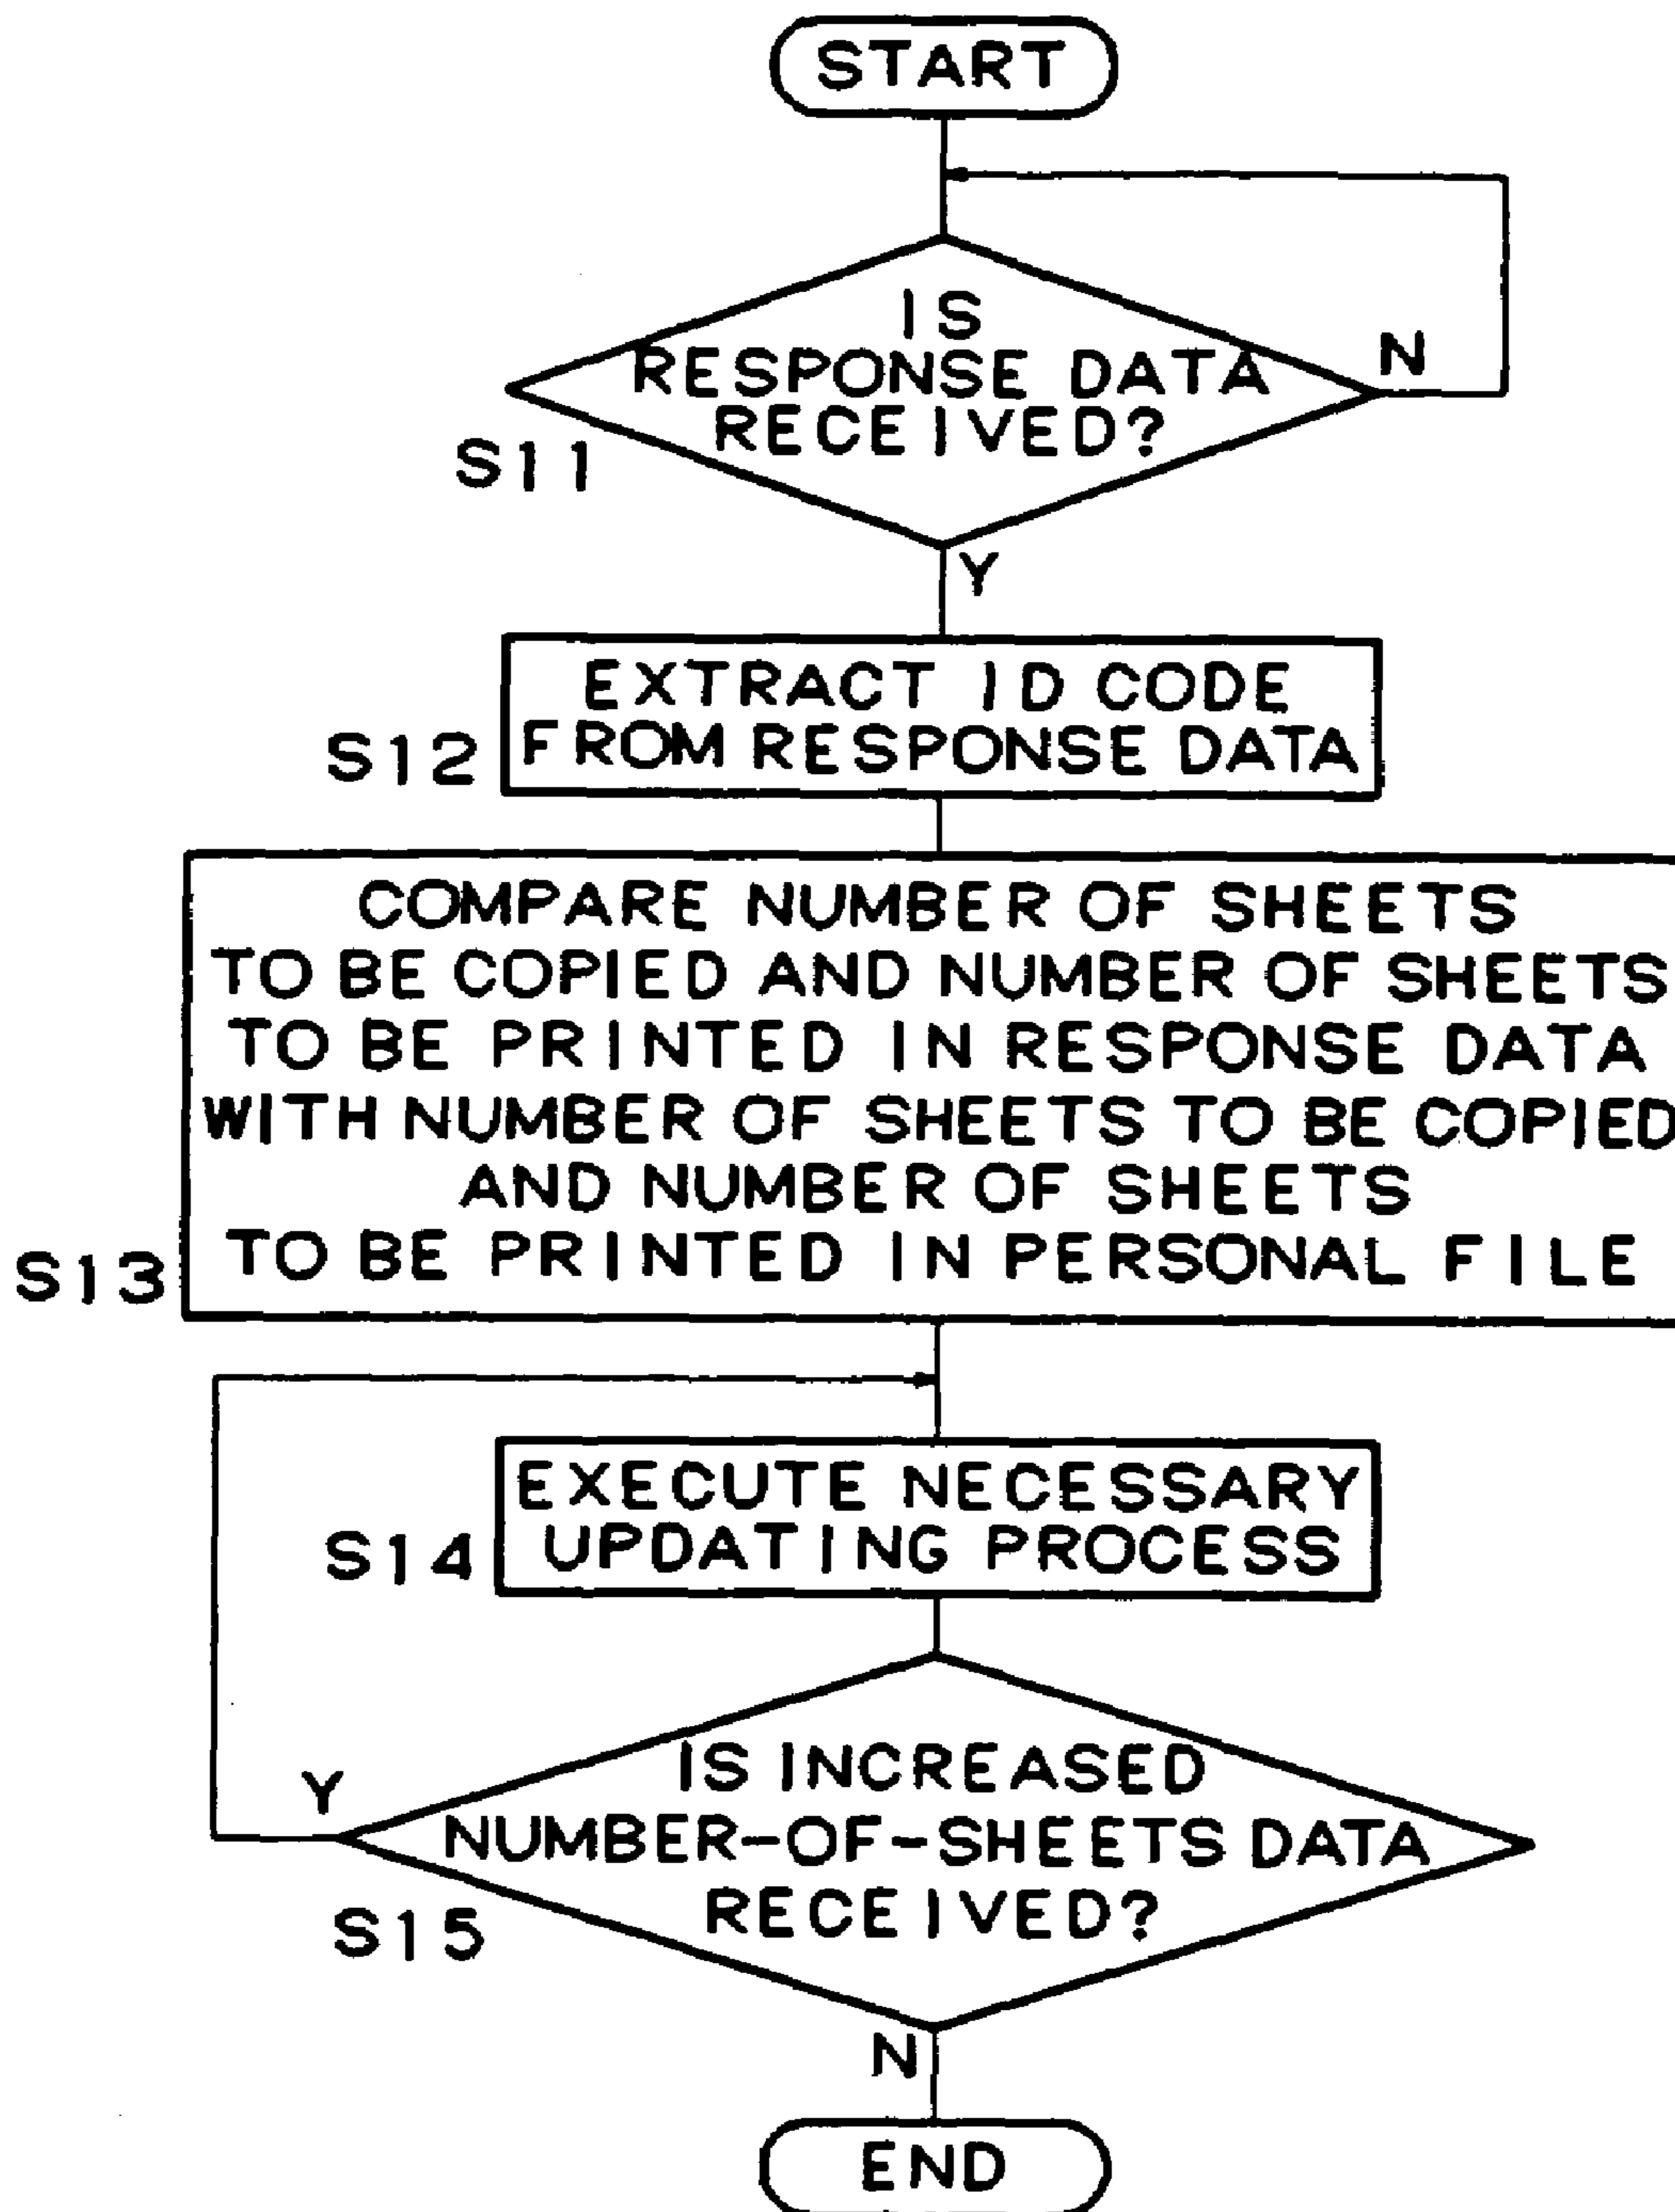 START
IS
RESPONSE DATA
RECEIVED?
N
S11
Y
EXTRACT ID CODE
FROM RESPONSE DATA
S12
COMPARE NUMBER OF SHEETS
TO BE COPIED AND NUMBER OF SHEETS
TO BE PRINTED IN RESPONSE DATA
WITH NUMBER OF SHEETS TO BE COPIED
AND NUMBER OF SHEETS
TO BE PRINTED IN PERSONAL FILE
S13
EXECUTE NECESSARY
UPDATING PROCESS
S14
IS INCREASED
NUMBER-OF-SHEETS DATA
RECEIVED?
Y
S15
N
END